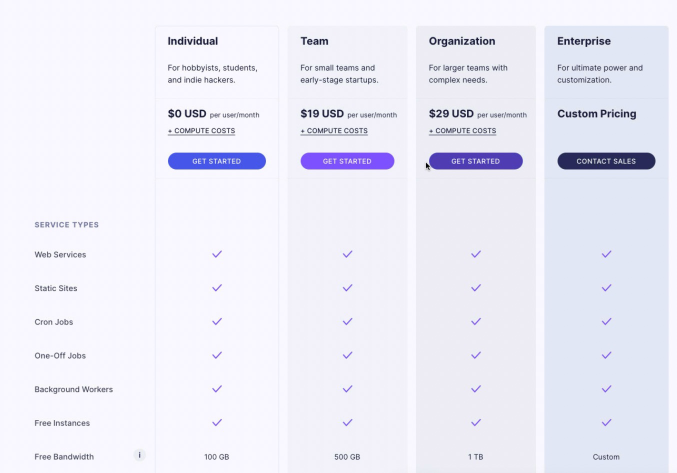 Individual
Team
Organization
Enterprise
For hobbyists, students,
and indie hackers.
For small teams and
early-stage startups.
For larger teams with
complex needs.
For ultimate power and
customization.
$0 USD per user/month
$19 USD per user/month
$29 USD per user/month
Custom Pricing
+ COMPUTE COSTS
+ COMPUTE COSTS
+ COMPUTE COSTS
GET STARTED
GET STARTED
GET STARTED
CONTACT SALES
SERVICE TYPES
Web Services
Static Sites
Cron Jobs
One-Off Jobs
Background Workers
Free Instances
Free Bandwidth i 100 GB 500 GB 1 TB Custom